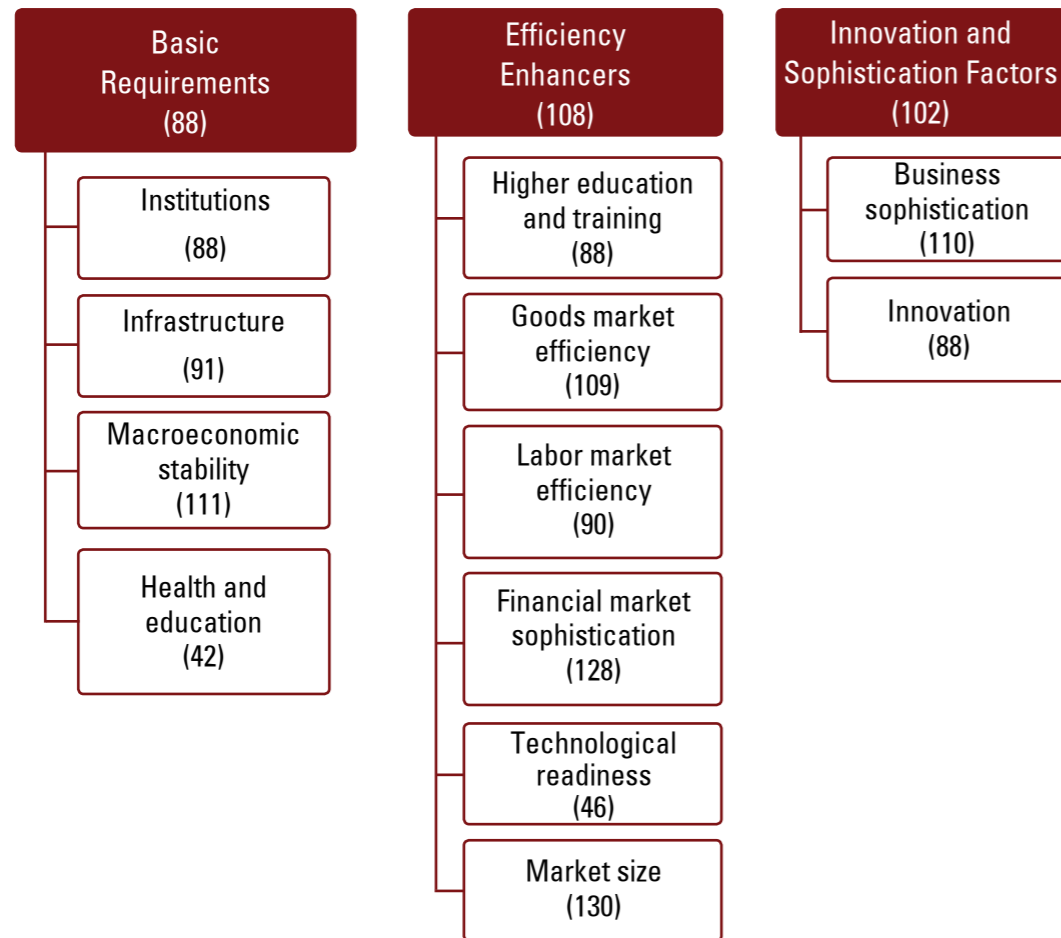 Basic
Requirements
(88)
Institutions
(88)
Infrastructure
(91)
Macroeconomic
stability
(111)
Health and
education
(42)
Efficiency
Enhancers
(108)
Higher education
and training
(88)
Goods market
efficiency
(109)
Labor market
efficiency
(90)
Financial market
sophistication
(128)
Technological
readiness
(46)
Market size
(130)
Innovation and
Sophistication Factors
(102)
Business
sophistication
(110)
Innovation
(88)